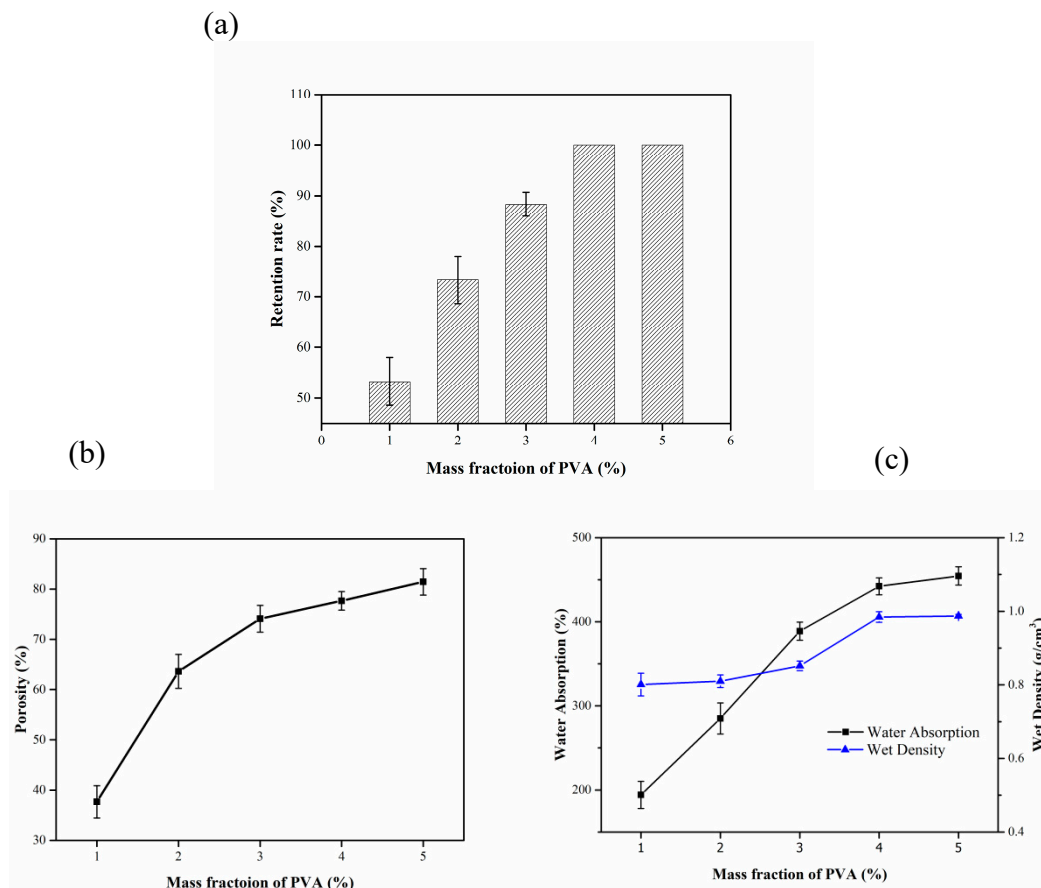 (a)
110
100
90
80
70
60
50
Retention rate (%)
0 1 2 3 4 5 6
Mass fractoion of PVA (%)
(b)
90
80
70
60
50
40
30
Porosity (%)
1 2 3 4 5
Mass fractoion of PVA (%)
(c)
500
400
300
200
Water Absorption (%)
1.2
1.0
0.8
0.6
0.4
Wet Density (g/cm³)
Water Absorption
Wet Density
1 2 3 4 5
Mass fraction of PVA (%)